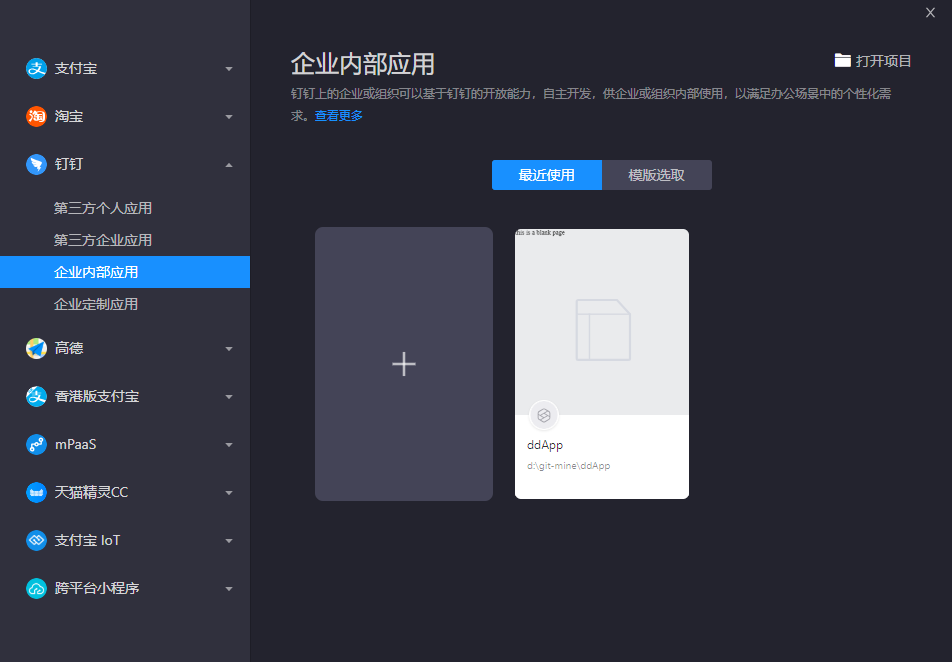 支付宝
淘宝
钉钉
第三方个人应用
第三方企业应用
企业内部应用
企业定制应用
高德
香港版支付宝
mPaaS
天猫精灵CC
支付宝 IoT
跨平台小程序
企业内部应用
打开项目
钉钉上的企业或组织可以基于钉钉的开放能力，自主开发，供企业或组织内部使用，以满足办公场景中的个性化需
求。查看更多
最近使用
模版选取
this is a blank page
ddApp
d:\git-mine\ddApp